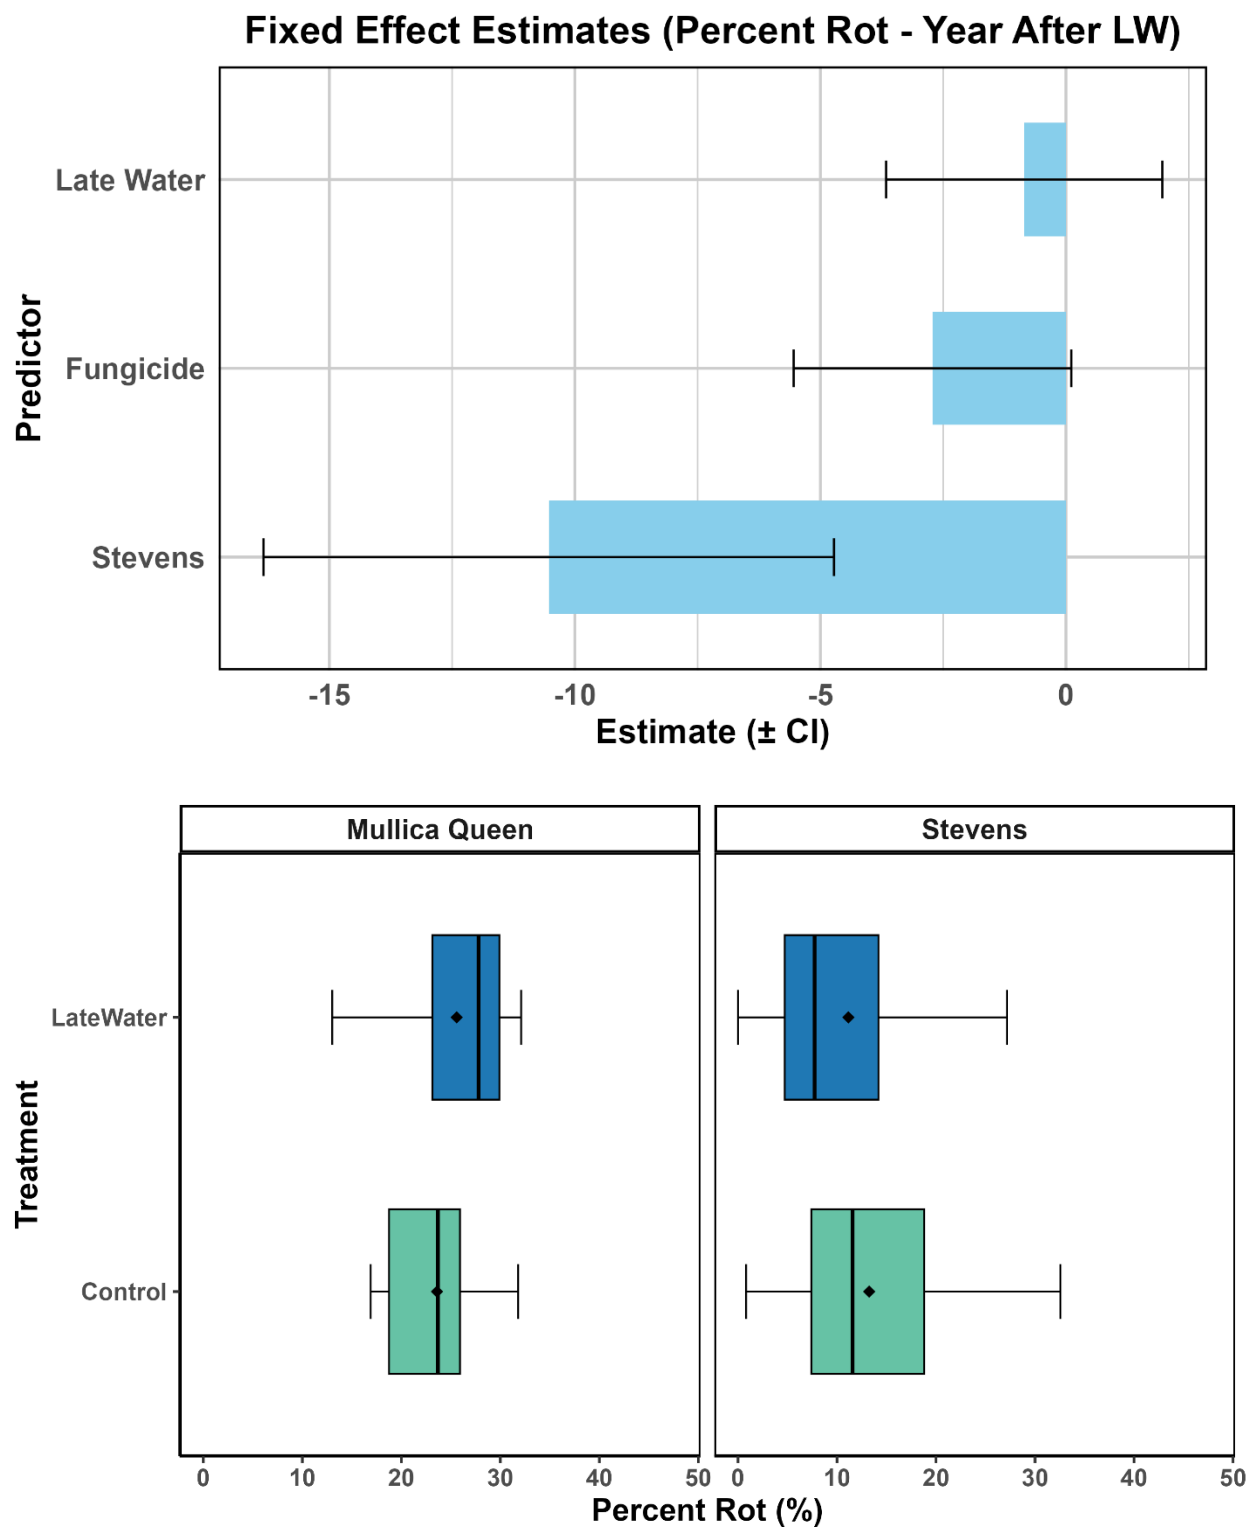 Fixed Effect Estimates (Percent Rot - Year After LW)
Predictor
Late Water
Fungicide
Stevens
-15 -10 -5 0
Estimate (± CI)
Mullica Queen Stevens
Treatment
LateWater
Control
0 10 20 30 40 50 0 10 20 30 40 50
Percent Rot (%)